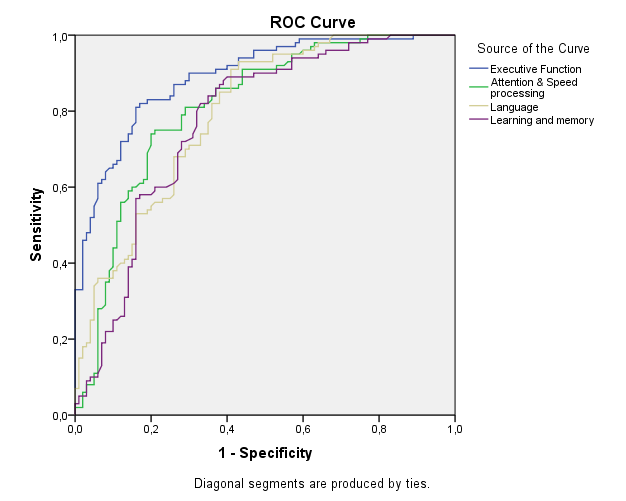 ROC Curve
Source of the Curve
Executive Function
Attention & Speed
processing
Language
Learning and memory
Sensitivity
1,0
0,8
0,6
0,4
0,2
0,0
0,0 0,2 0,4 0,6 0,8 1,0
1 - Specificity
Diagonal segments are produced by ties.